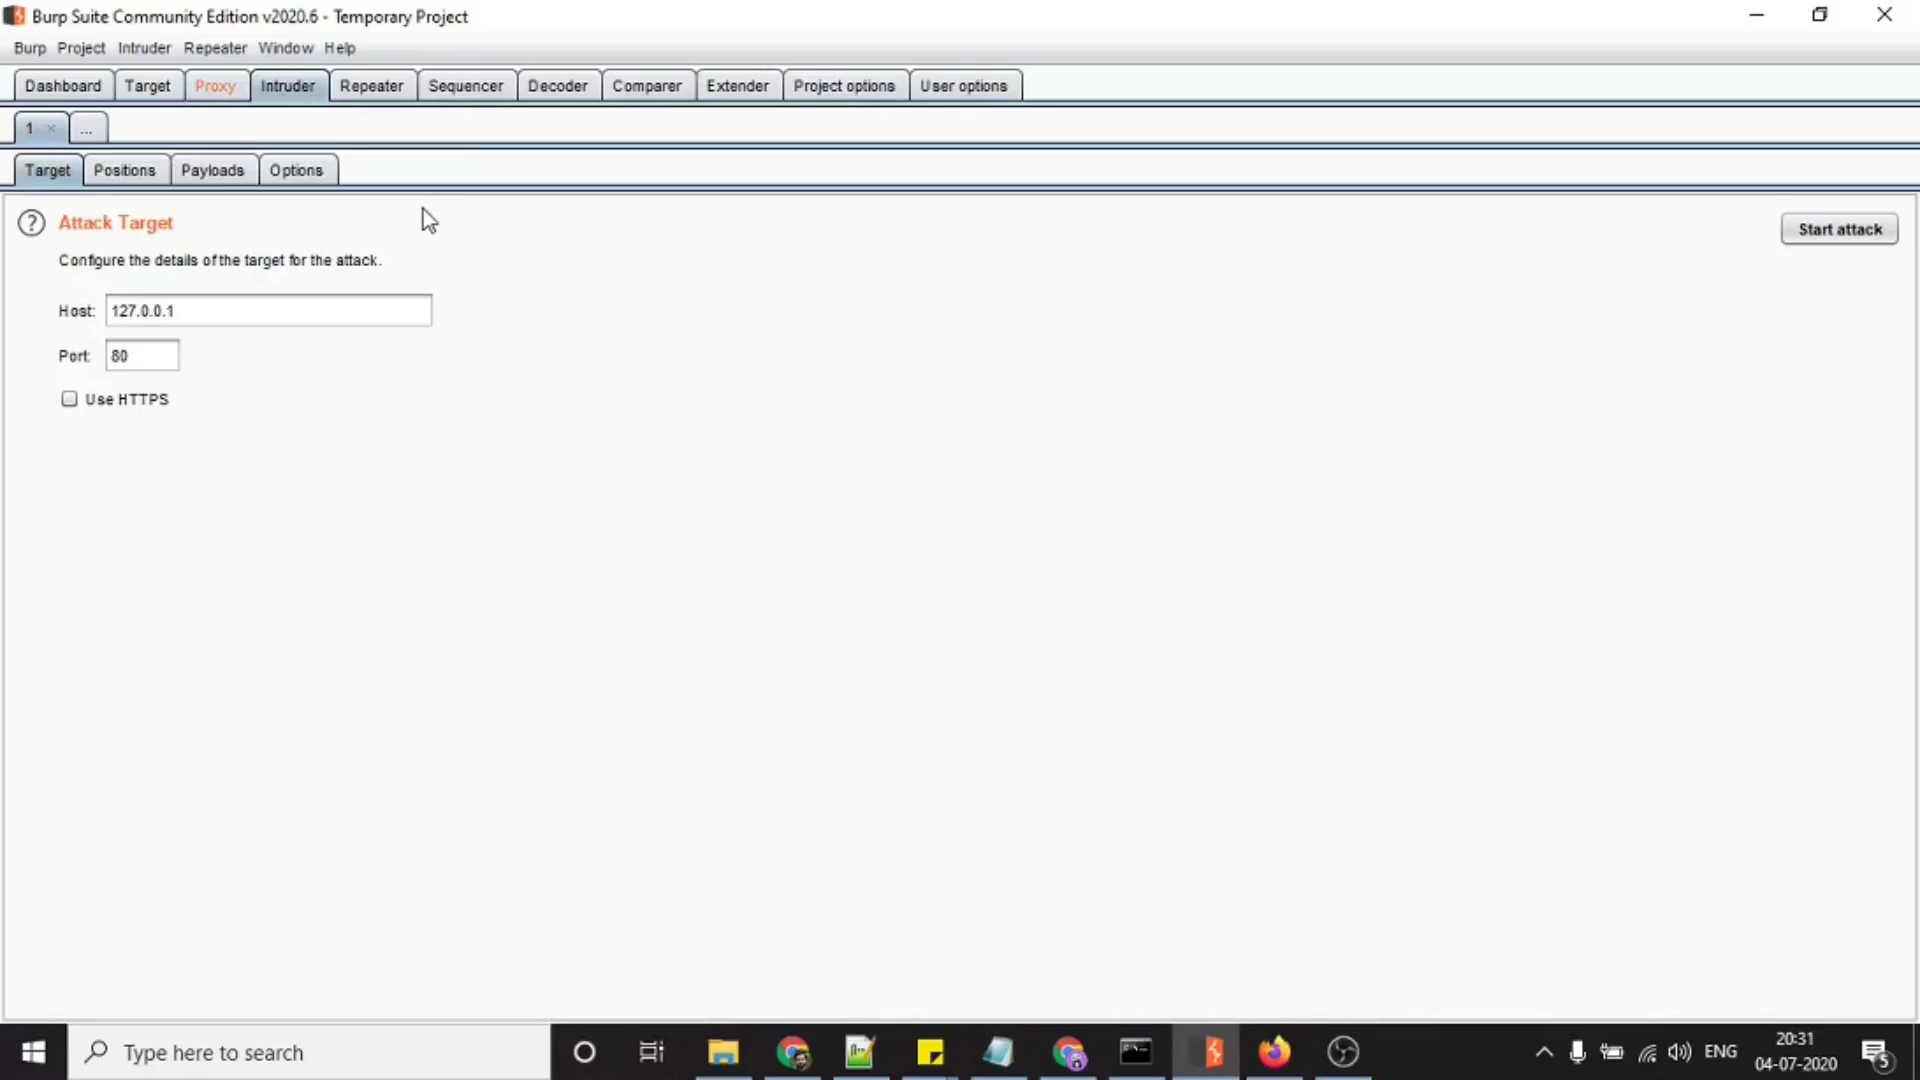 Burp Suite Community Edition v2020.6 - Temporary Project
Burp Project Intruder Repeater Window Help
Dashboard Target Proxy Intruder Repeater Sequencer Decoder Comparer Extender Project options User options
1 × ...
Target Positions Payloads Options
? Attack Target
Start attack
Configure the details of the target for the attack.
Host: 127.0.0.1
Port: 80
Use HTTPS
Type here to search
ENG
20:31
04-07-2020
5